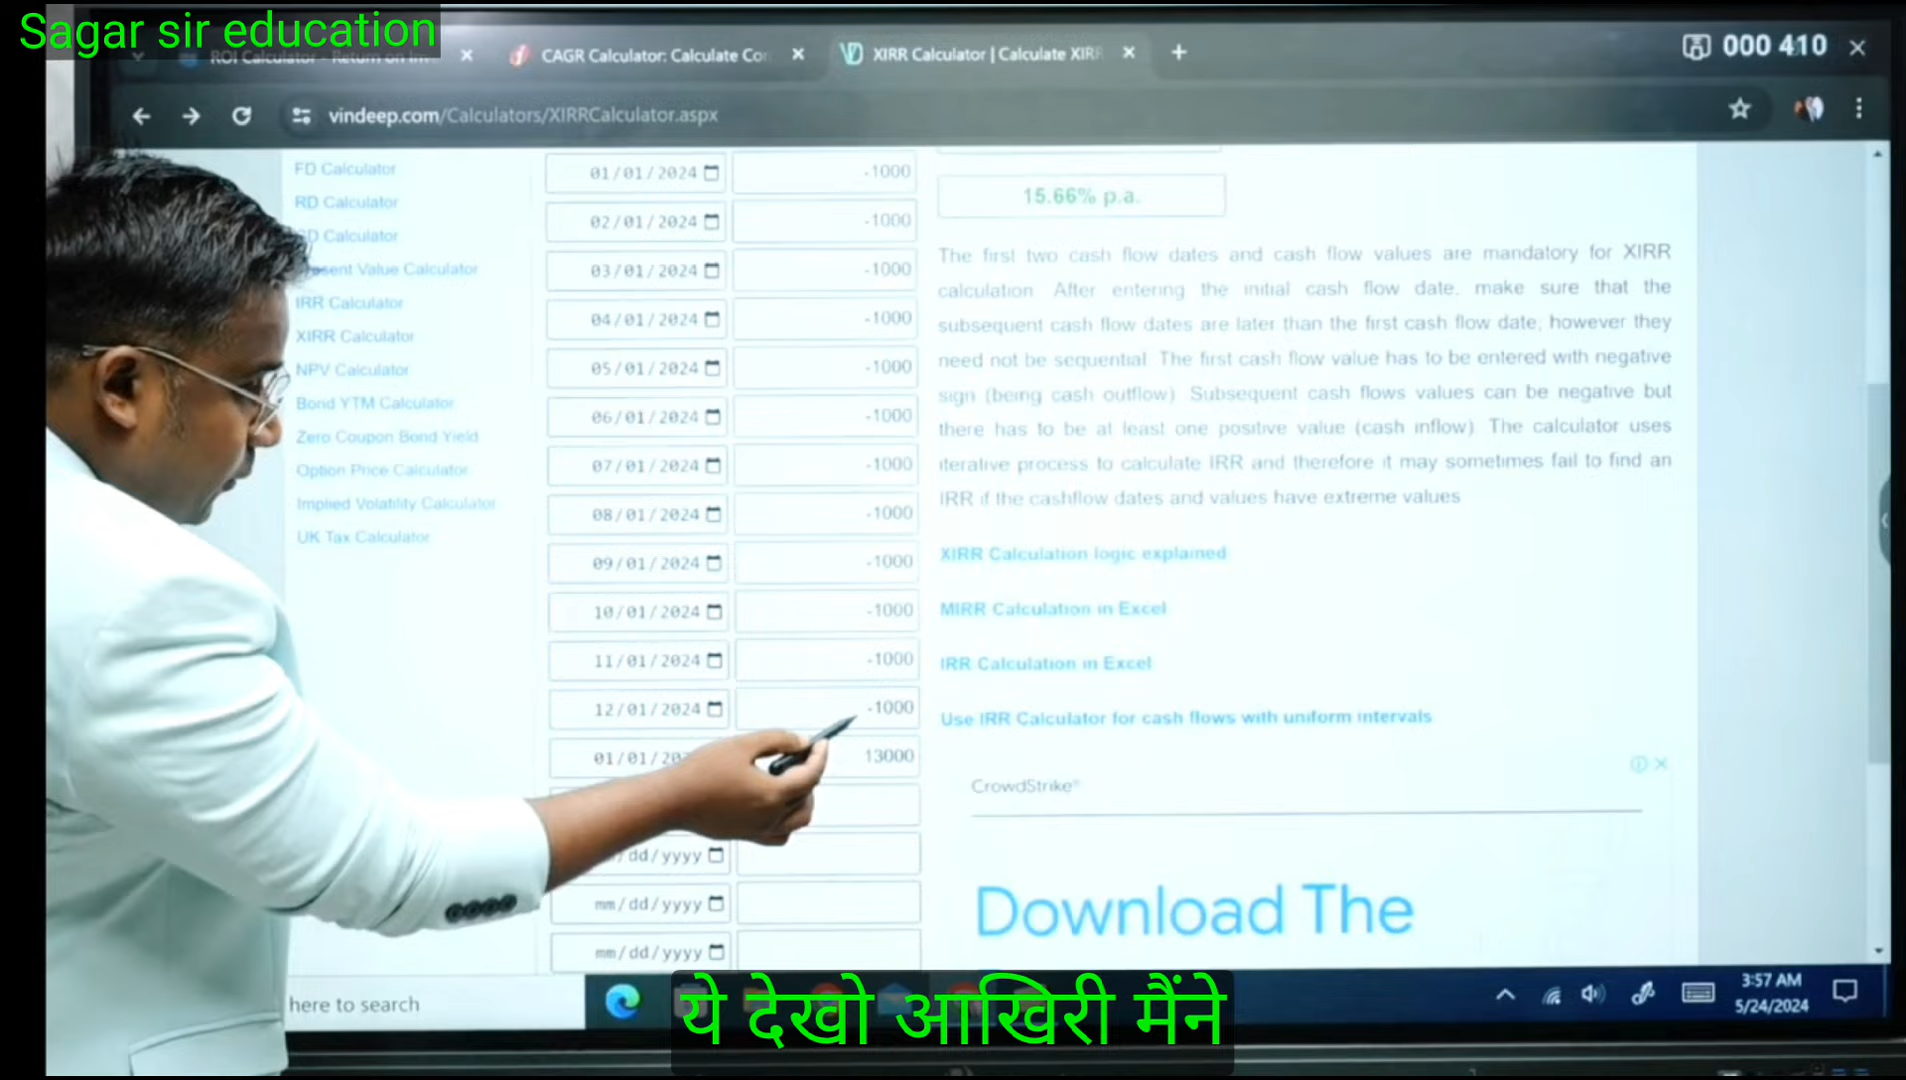 Sagar sir education
CAGR Calculator: Calculate Co
XIRR Calculator | Calculate XIRR
000 410
vindeep.com/Calculators/XIRRCalculator.aspx
FD Calculator
RD Calculator
D Calculator
esent Value Calculator
IRR Calculator
XIRR Calculator
NPV Calculator
Bond YTM Calculator
Zero Coupon Bond Yield
Option Price Calculator
Implied Volatility Calculator
UK Tax Calculator
01/01/2024 -1000
02/01/2024 -1000
03/01/2024 -1000
04/01/2024 -1000
05/01/2024 -1000
06/01/2024 -1000
07/01/2024 -1000
08/01/2024 -1000
09/01/2024 -1000
10/01/2024 -1000
11/01/2024 -1000
12/01/2024 -1000
01/01/20 13000
/dd/yyyy
mm/dd/yyyy
mm/dd/yyyy
15.66% p.a.
The first two cash flow dates and cash flow values are mandatory for XIRR
calculation. After entering the initial cash flow date, make sure that the
subsequent cash flow dates are later than the first cash flow date, however they
need not be sequential. The first cash flow value has to be entered with negative
sign (being cash outflow). Subsequent cash flows values can be negative but
there has to be at least one positive value (cash inflow). The calculator uses
iterative process to calculate IRR and therefore it may sometimes fail to find an
IRR if the cashflow dates and values have extreme values
XIRR Calculation logic explained
MIRR Calculation in Excel
IRR Calculation in Excel
Use IRR Calculator for cash flows with uniform intervals
CrowdStrike®
Download The
here to search
3:57 AM
5/24/2024
ये देखो आखिरी मैंने